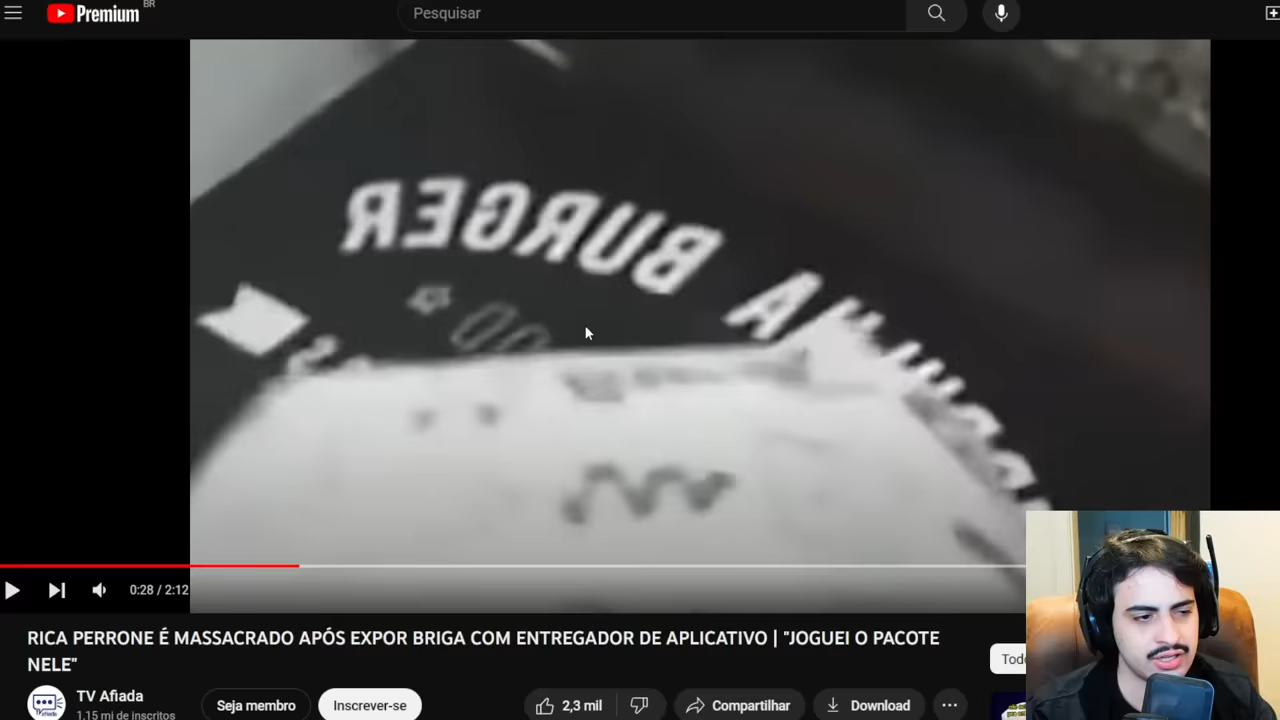 Premium
BR
Pesquisar
BURGER
0:28 / 2:12
RICA PERRONE É MASSACRADO APÓS EXPOR BRIGA COM ENTREGADOR DE APLICATIVO | "JOGUEI O PACOTE
NELE"
TV Afiada
1,15 mi de inscritos
Seja membro
Inscrever-se
2,3 mil
Compartilhar
Download